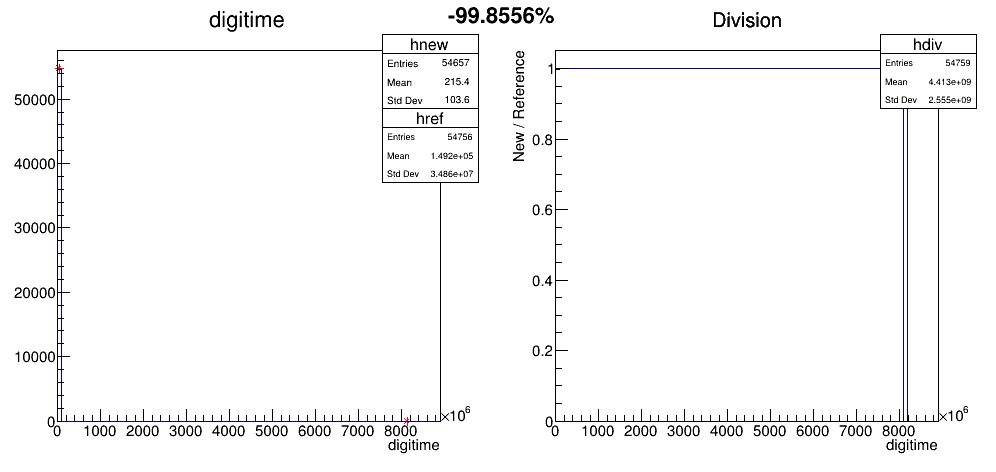 -99.8556%
digitime
hnew
Entries 54657
Mean 215.4
Std Dev 103.6
href
Entries 54756
Mean 1.492e+05
Std Dev 3.486e+07
50000
40000
30000
20000
10000
0
0 1000 2000 3000 4000 5000 6000 7000 8000
×10⁶
digitime
Division
hdiv
Entries 54759
Mean 4.413e+09
Std Dev 2.555e+09
New / Reference
1
0.8
0.6
0.4
0.2
0
0 1000 2000 3000 4000 5000 6000 7000 8000
×10⁶
digitime